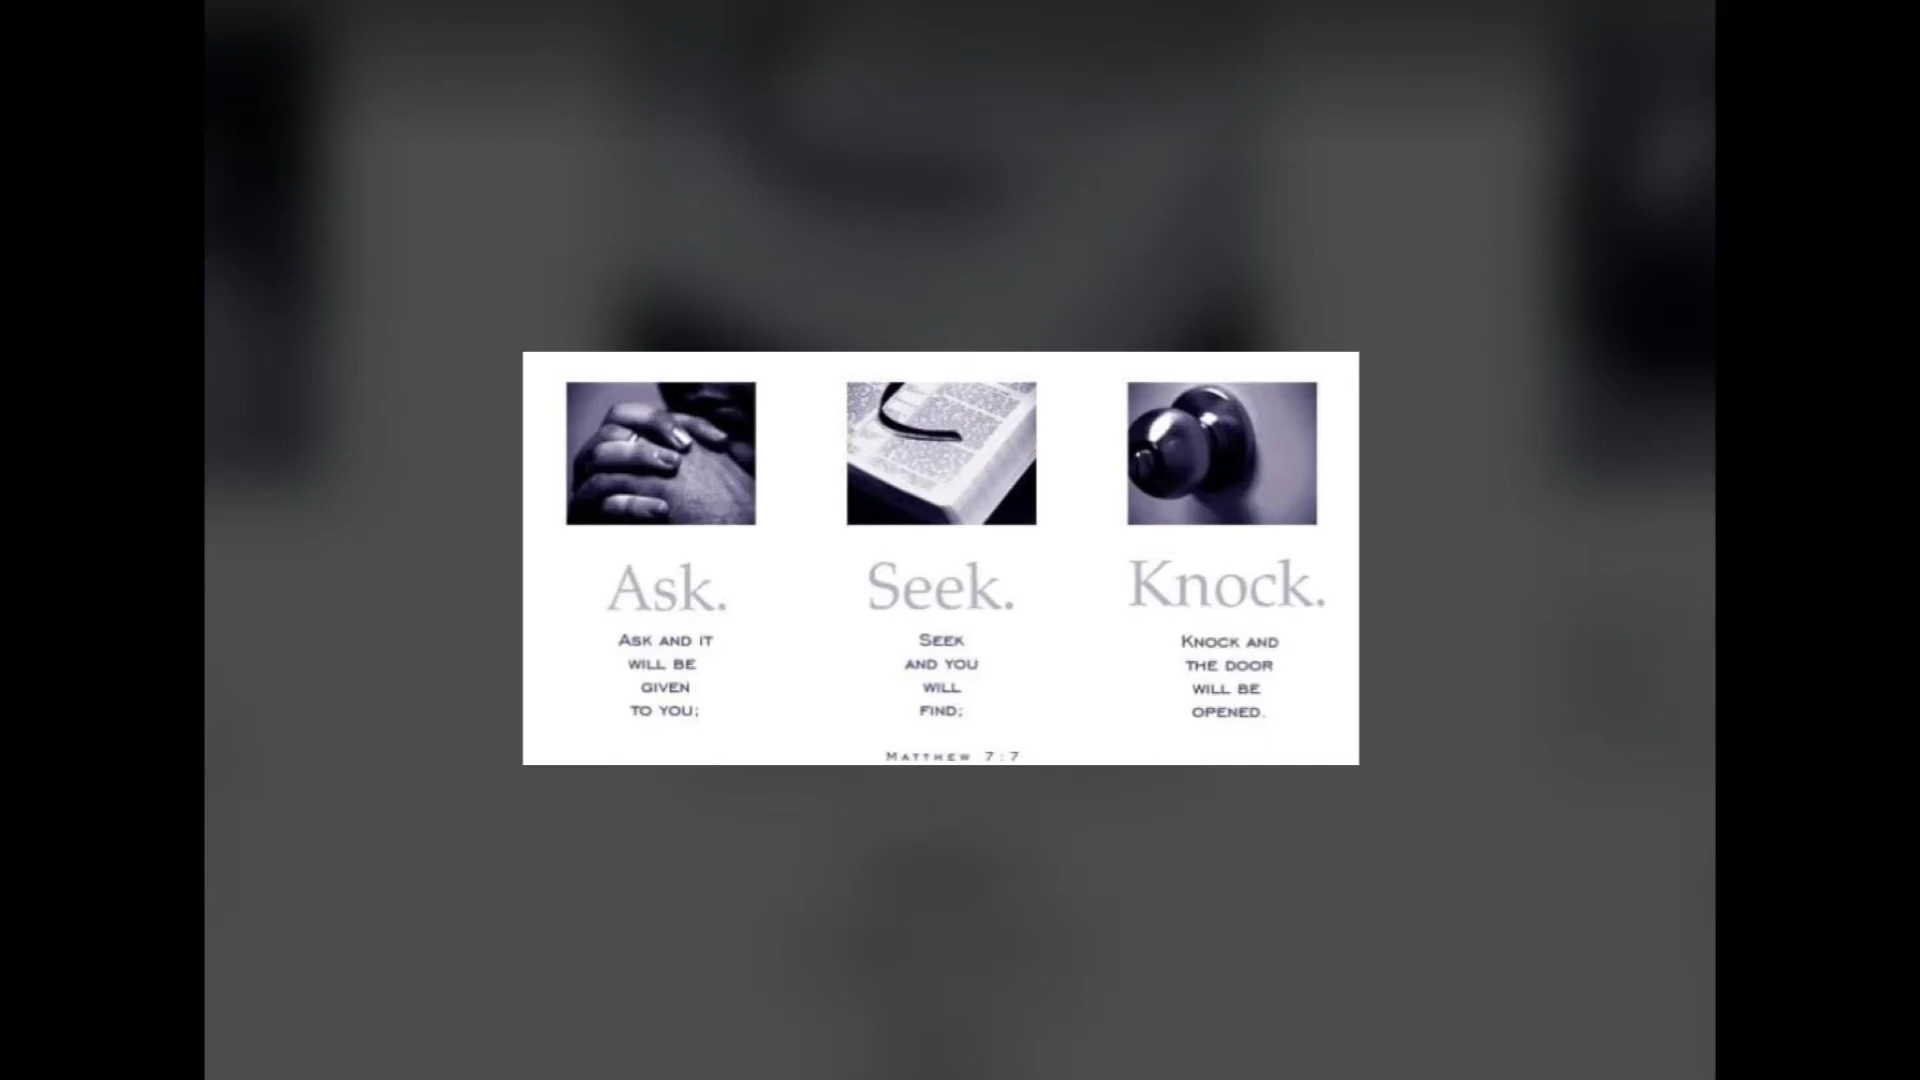 Ask.
ASK AND IT
WILL BE
GIVEN
TO YOU;
Seek.
SEEK
AND YOU
WILL
FIND;
Knock.
KNOCK AND
THE DOOR
WILL BE
OPENED.
MATTHEW 7:7